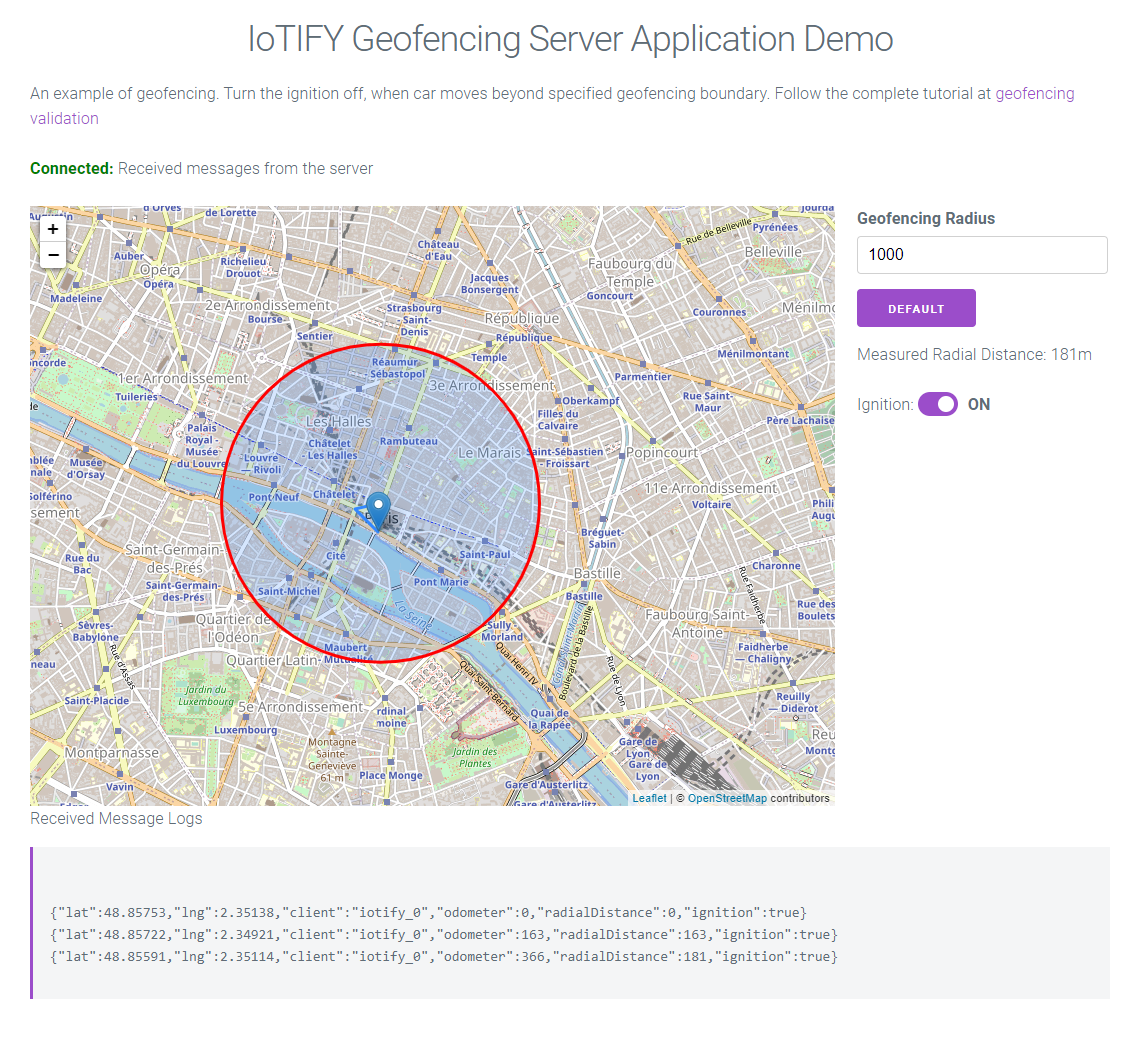 IoTIFY Geofencing Server Application Demo
An example of geofencing. Turn the ignition off, when car moves beyond specified geofencing boundary. Follow the complete tutorial at geofencing
validation
Connected: Received messages from the server
+
−
d'Orves
de Lorette
Auber
Opéra
Opéra
Richelieu
Drouot
Madeleine
2e Arrondissement
Bourse
Sentier
Château
d'Eau
Jacques
Bonsergent
Strasbourg
Saint-
Denis
République
République
Temple
Faubourg du
Temple
Goncourt
Rue de Belleville
Pyrénées
Belleville
Couronnes
Ménilmontant
Parmentier
Rue Saint-
Maur
Père Lachaise
1er Arrondissement
Tuileries
Palais
Royal -
Musée
du Louvre
Musée
d'Orsay
Réaumur
Sébastopol
3e Arrondissement
Les Halles
Châtelet
- Les Halles
Rambuteau
Louvre
— Rivoli
Le Marais
Oberkampf
Filles du
Calvaire
Saint-Sébastien
- Froissart
Popincourt
11e Arrondissement
Voltaire
Pont Neuf
Châtelet
Cité
Saint-Paul
Pont Marie
La Seine
Saint-Michel
Bréguet-
Sabin
Bastille
Bastille
Charonne
Rue Faidherbe
Saint-Germain-
des-Prés
Saint-Germain-
des-Prés
Rue du
Bac
Sèvres-
Babylone
Rue d'Assas
Quartier de
l'Odéon
Quartier Latin
Maubert
- Mutualité
Sully -
Morland
Quai Henri IV
Boulevard de la Bastille
Faubourg Saint-
Antoine
Rue des
Boulets
Faidherbe
— Chaligny
Rue de Lyon
Reuilly
— Diderot
Saint-Placide
Jardin du
Luxembourg
Luxembourg
5e Arrondissement
Quai Saint-Bernard
Quai de
la Rapée
Gare de
Lyon
Gare de
Lyon
Montparnasse
Vavin
Montagne
Sainte-
Geneviève
61 m
Place Monge
Jardin des
Plantes
Gare d'Austerlitz
Gare d'Austerlitz
Leaflet | © OpenStreetMap contributors
Geofencing Radius
1000
DEFAULT
Measured Radial Distance: 181m
Ignition: ON
Received Message Logs
{"lat":48.85753,"lng":2.35138,"client":"iotify_0","odometer":0,"radialDistance":0,"ignition":true}
{"lat":48.85722,"lng":2.34921,"client":"iotify_0","odometer":163,"radialDistance":163,"ignition":true}
{"lat":48.85591,"lng":2.35114,"client":"iotify_0","odometer":366,"radialDistance":181,"ignition":true}